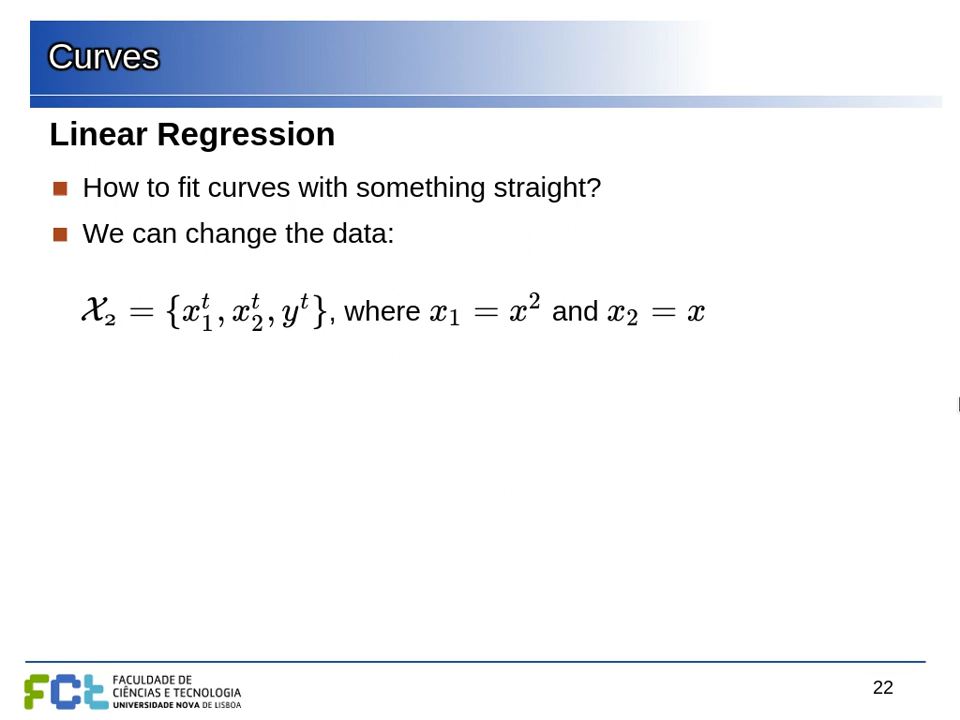 Curves
Linear Regression
How to fit curves with something straight?
We can change the data:
𝒳₂ = {x₁ᵗ, x₂ᵗ, yᵗ}, where x₁ = x² and x₂ = x
FCT
FACULDADE DE
CIÊNCIAS E TECNOLOGIA
UNIVERSIDADE NOVA DE LISBOA
22